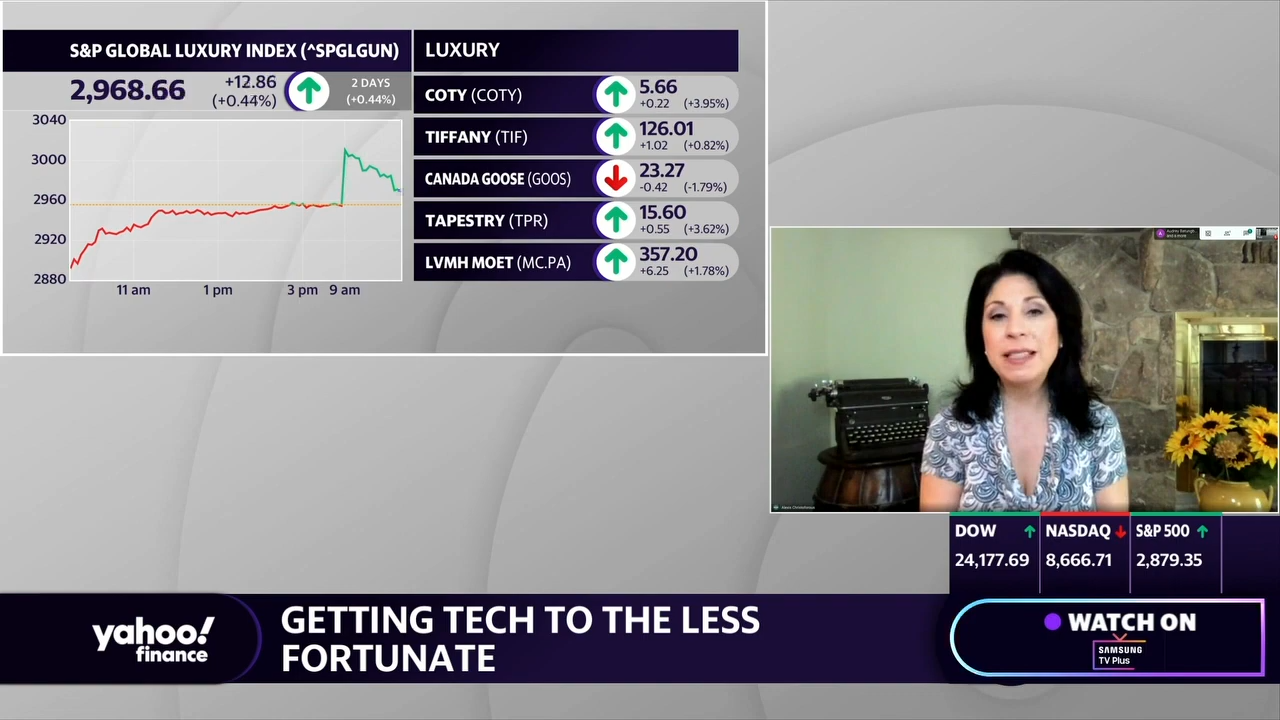 S&P GLOBAL LUXURY INDEX (^SPGLGUN)
2,968.66
+12.86
(+0.44%)
2 DAYS
(+0.44%)
3040
3000
2960
2920
2880
11 am 1 pm 3 pm 9 am
LUXURY
COTY (COTY)
5.66
+0.22 (+3.95%)
TIFFANY (TIF)
126.01
+1.02 (+0.82%)
CANADA GOOSE (GOOS)
23.27
-0.42 (-1.79%)
TAPESTRY (TPR)
15.60
+0.55 (+3.62%)
LVMH MOET (MC.PA)
357.20
+6.25 (+1.78%)
DOW
24,177.69
NASDAQ
8,666.71
S&P 500
2,879.35
yahoo!
finance
GETTING TECH TO THE LESS
FORTUNATE
WATCH ON
SAMSUNG
TV Plus